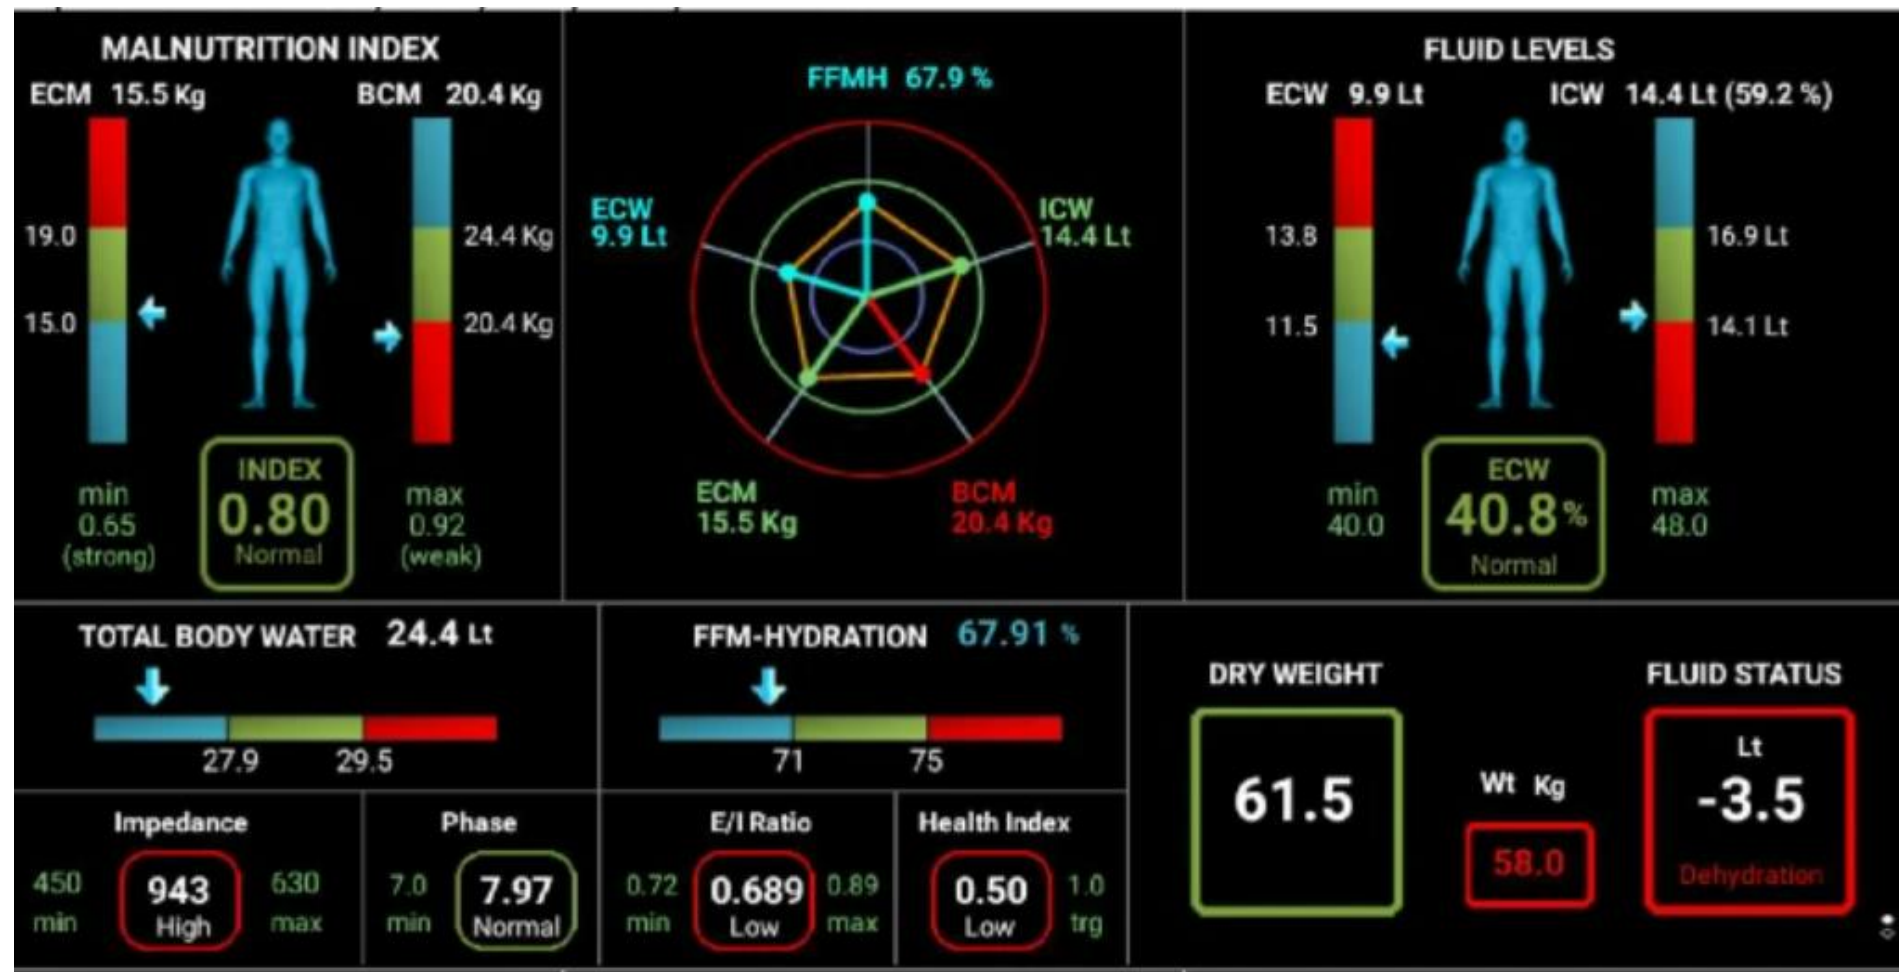 MALNUTRITION INDEX
ECM 15.5 Kg
BCM 20.4 Kg
19.0
24.4 Kg
15.0
20.4 Kg
min
0.65
(strong)
INDEX
0.80
Normal
max
0.92
(weak)
FFMH 67.9 %
ECW
9.9 Lt
ICW
14.4 Lt
ECM
15.5 Kg
BCM
20.4 Kg
FLUID LEVELS
ECW 9.9 Lt
ICW 14.4 Lt (59.2 %)
13.8
16.9 Lt
11.5
14.1 Lt
min
40.0
ECW
40.8 %
Normal
max
48.0
TOTAL BODY WATER 24.4 Lt
27.9 29.5
FFM-HYDRATION 67.91 %
71 75
Impedance
450
min
943
High
630
max
Phase
7.0
min
7.97
Normal
E/I Ratio
0.72
min
0.689
Low
0.89
max
Health Index
0.50
Low
1.0
trg
DRY WEIGHT
61.5
Wt Kg
58.0
FLUID STATUS
Lt
-3.5
Dehydration